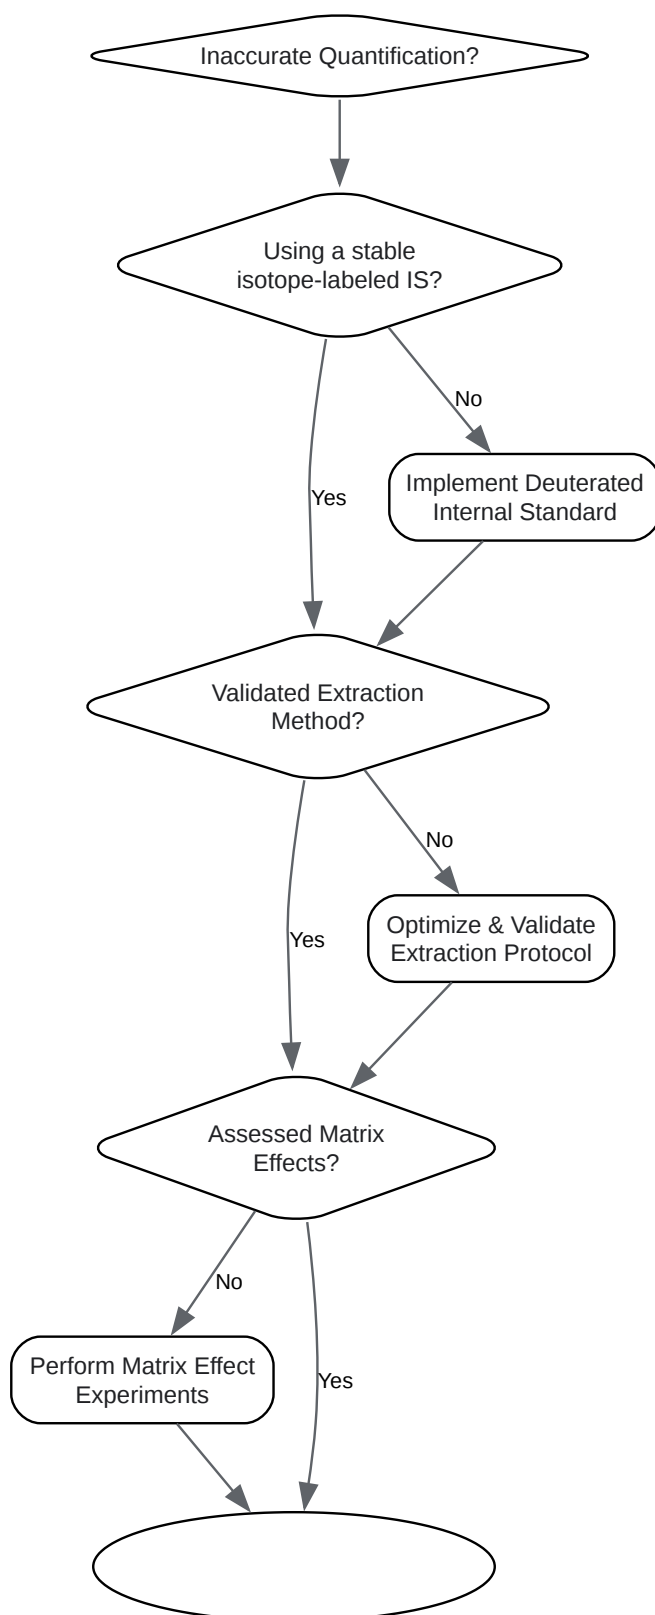 Inaccurate Quantification?
Using a stable
isotope-labeled IS?
No
Yes
Implement Deuterated
Internal Standard
Validated Extraction
Method?
No
Yes
Optimize & Validate
Extraction Protocol
Assessed Matrix
Effects?
No
Perform Matrix Effect
Experiments
Yes